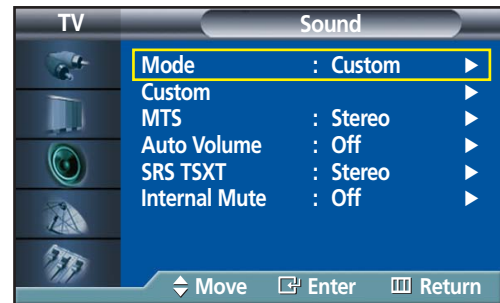 TV Sound
Mode : Custom
Custom
MTS : Stereo
Auto Volume : Off
SRS TSXT : Stereo
Internal Mute : Off
Move Enter Return